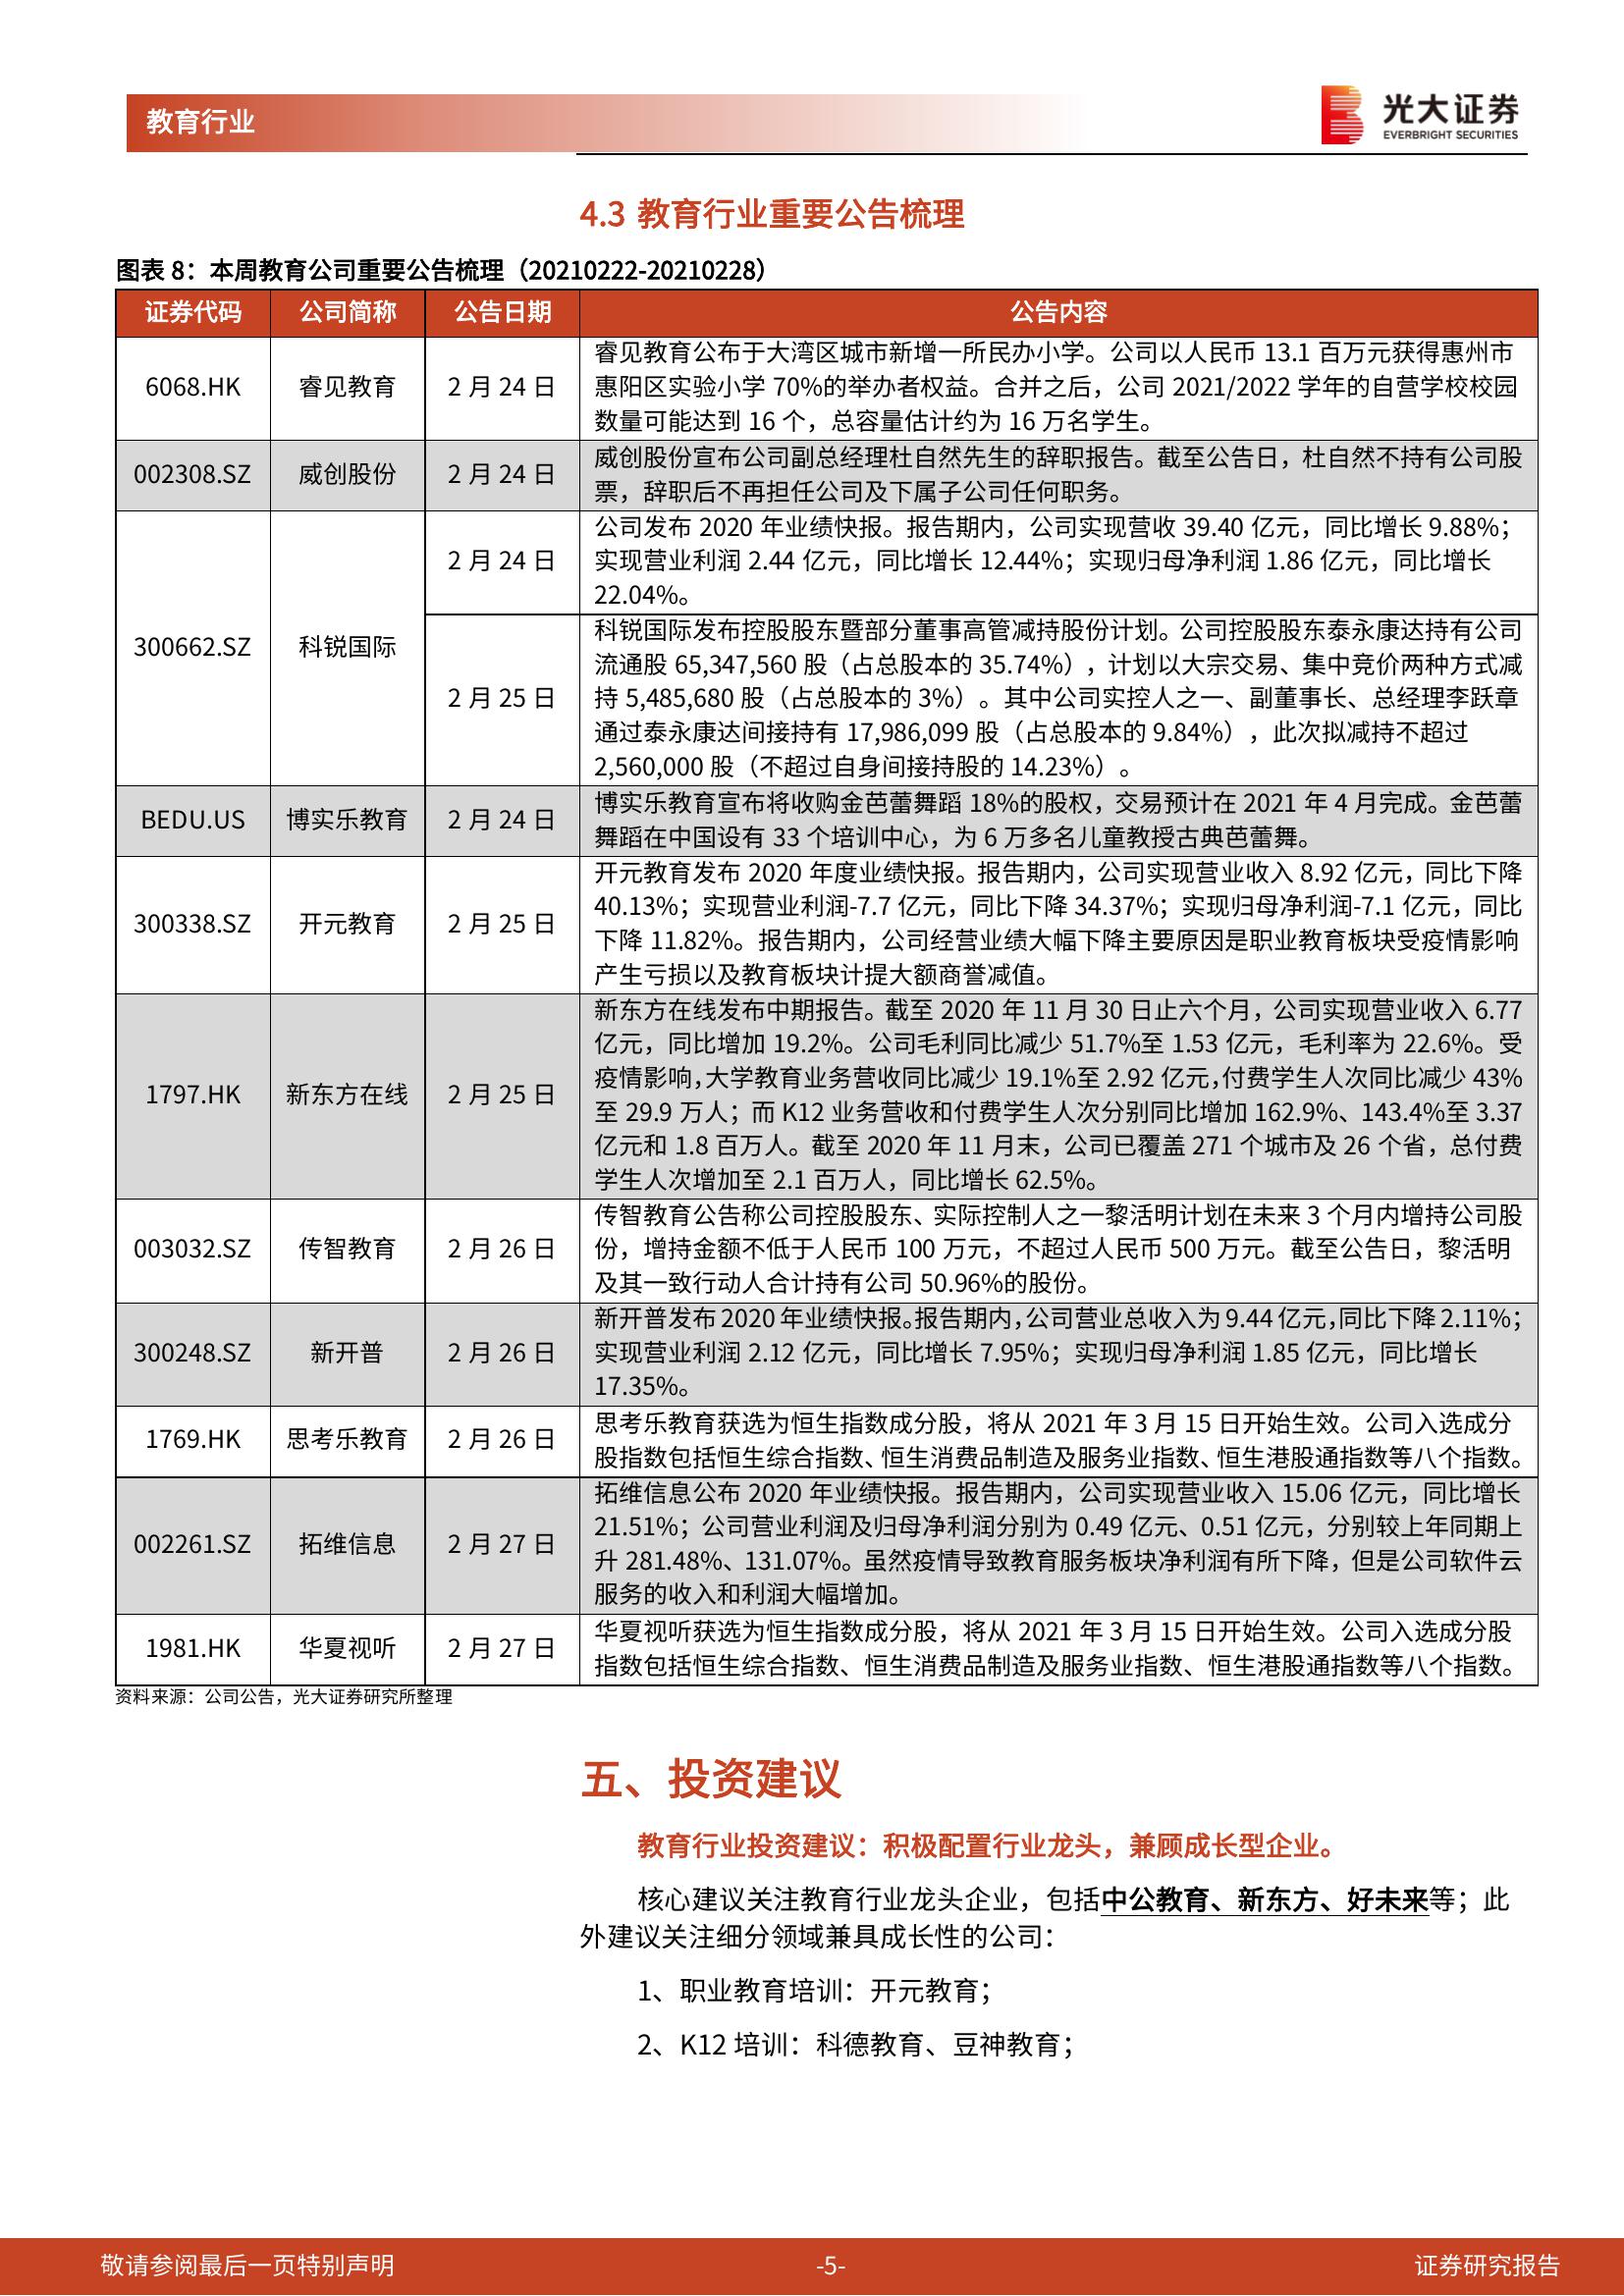 教育行业
光大证券
EVERBRIGHT SECURITIES
4.3 教育行业重要公告梳理
图表 8：本周教育公司重要公告梳理（20210222-20210228）
证券代码 公司简称 公告日期 公告内容
6068.HK 睿见教育 2 月 24 日
睿见教育公布于大湾区城市新增一所民办小学。公司以人民币 13.1 百万元获得惠州市
惠阳区实验小学 70%的举办者权益。合并之后，公司 2021/2022 学年的自营学校校园
数量可能达到 16 个，总容量估计约为 16 万名学生。
002308.SZ 威创股份 2 月 24 日
威创股份宣布公司副总经理杜自然先生的辞职报告。截至公告日，杜自然不持有公司股
票，辞职后不再担任公司及下属子公司任何职务。
300662.SZ 科锐国际
2 月 24 日
公司发布 2020 年业绩快报。报告期内，公司实现营收 39.40 亿元，同比增长 9.88%；
实现营业利润 2.44 亿元，同比增长 12.44%；实现归母净利润 1.86 亿元，同比增长
22.04%。
2 月 25 日
科锐国际发布控股股东暨部分董事高管减持股份计划。公司控股股东泰永康达持有公司
流通股 65,347,560 股（占总股本的 35.74%），计划以大宗交易、集中竞价两种方式减
持 5,485,680 股（占总股本的 3%）。其中公司实控人之一、副董事长、总经理李跃章
通过泰永康达间接持有 17,986,099 股（占总股本的 9.84%），此次拟减持不超过
2,560,000 股（不超过自身间接持股的 14.23%）。
BEDU.US 博实乐教育 2 月 24 日
博实乐教育宣布将收购金芭蕾舞蹈 18%的股权，交易预计在 2021 年 4 月完成。金芭蕾
舞蹈在中国设有 33 个培训中心，为 6 万多名儿童教授古典芭蕾舞。
300338.SZ 开元教育 2 月 25 日
开元教育发布 2020 年度业绩快报。报告期内，公司实现营业收入 8.92 亿元，同比下降
40.13%；实现营业利润-7.7 亿元，同比下降 34.37%；实现归母净利润-7.1 亿元，同比
下降 11.82%。报告期内，公司经营业绩大幅下降主要原因是职业教育板块受疫情影响
产生亏损以及教育板块计提大额商誉减值。
1797.HK 新东方在线 2 月 25 日
新东方在线发布中期报告。截至 2020 年 11 月 30 日止六个月，公司实现营业收入 6.77
亿元，同比增加 19.2%。公司毛利同比减少 51.7%至 1.53 亿元，毛利率为 22.6%。受
疫情影响，大学教育业务营收同比减少 19.1%至 2.92 亿元，付费学生人次同比减少 43%
至 29.9 万人；而 K12 业务营收和付费学生人次分别同比增加 162.9%、143.4%至 3.37
亿元和 1.8 百万人。截至 2020 年 11 月末，公司已覆盖 271 个城市及 26 个省，总付费
学生人次增加至 2.1 百万人，同比增长 62.5%。
003032.SZ 传智教育 2 月 26 日
传智教育公告称公司控股股东、实际控制人之一黎活明计划在未来 3 个月内增持公司股
份，增持金额不低于人民币 100 万元，不超过人民币 500 万元。截至公告日，黎活明
及其一致行动人合计持有公司 50.96%的股份。
300248.SZ 新开普 2 月 26 日
新开普发布 2020 年业绩快报。报告期内，公司营业总收入为 9.44 亿元，同比下降 2.11%；
实现营业利润 2.12 亿元，同比增长 7.95%；实现归母净利润 1.85 亿元，同比增长
17.35%。
1769.HK 思考乐教育 2 月 26 日
思考乐教育获选为恒生指数成分股，将从 2021 年 3 月 15 日开始生效。公司入选成分
股指数包括恒生综合指数、恒生消费品制造及服务业指数、恒生港股通指数等八个指数。
002261.SZ 拓维信息 2 月 27 日
拓维信息公布 2020 年业绩快报。报告期内，公司实现营业收入 15.06 亿元，同比增长
21.51%；公司营业利润及归母净利润分别为 0.49 亿元、0.51 亿元，分别较上年同期上
升 281.48%、131.07%。虽然疫情导致教育服务板块净利润有所下降，但是公司软件云
服务的收入和利润大幅增加。
1981.HK 华夏视听 2 月 27 日
华夏视听获选为恒生指数成分股，将从 2021 年 3 月 15 日开始生效。公司入选成分股
指数包括恒生综合指数、恒生消费品制造及服务业指数、恒生港股通指数等八个指数。
资料来源：公司公告，光大证券研究所整理
五、投资建议
教育行业投资建议：积极配置行业龙头，兼顾成长型企业。
核心建议关注教育行业龙头企业，包括中公教育、新东方、好未来等；此
外建议关注细分领域兼具成长性的公司：
1、职业教育培训：开元教育；
2、K12 培训：科德教育、豆神教育；
敬请参阅最后一页特别声明 -5- 证券研究报告